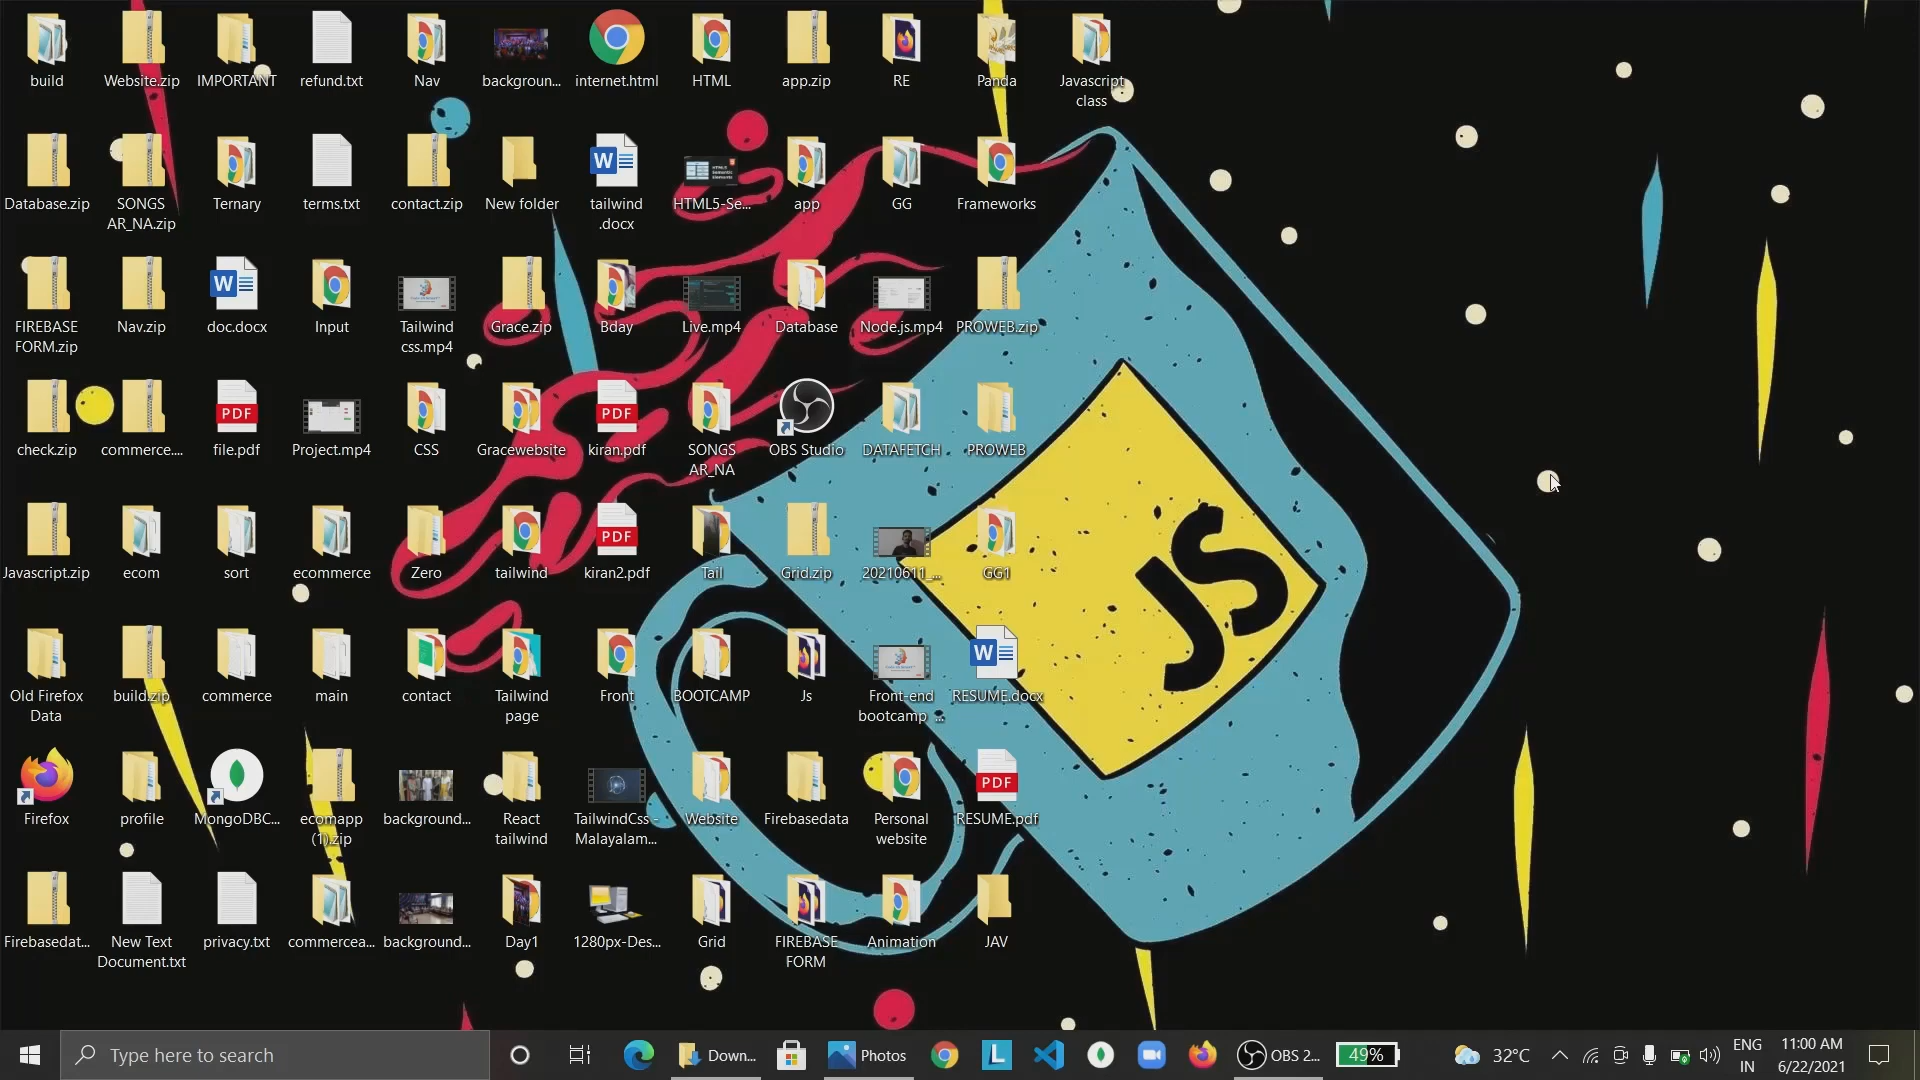 build
Website.zip
IMPORTANT
refund.txt
Nav
backgroun...
internet.html
HTML
app.zip
RE
Panda
Javascript
class
Database.zip
SONGS
AR_NA.zip
Ternary
terms.txt
contact.zip
New folder
tailwind
.docx
HTML5-Se...
app
GG
Frameworks
FIREBASE
FORM.zip
Nav.zip
doc.docx
Input
Tailwind
css.mp4
Grace.zip
Bday
Live.mp4
Database
Node.js.mp4
PROWEB.zip
check.zip
commerce....
PDF
file.pdf
Project.mp4
CSS
Gracewebsite
PDF
kiran.pdf
SONGS
AR_NA
OBS Studio
DATAFETCH
PROWEB
Javascript.zip
ecom
sort
ecommerce
Zero
tailwind
PDF
kiran2.pdf
Tail
Grid.zip
20210611_...
GG1
JS
Old Firefox
Data
build.zip
commerce
main
contact
Tailwind
page
Front
BOOTCAMP
Js
Front-end
bootcamp ...
RESUME.docx
Firefox
profile
MongoDBC...
ecomapp
(1).zip
background...
React
tailwind
TailwindCss -
Malayalam...
Website
Firebasedata
Personal
website
PDF
RESUME.pdf
Firebasedat...
New Text
Document.txt
privacy.txt
commercea...
background...
Day1
1280px-Des...
Grid
FIREBASE
FORM
Animation
JAV
Type here to search
Down...
Photos
OBS 2...
49%
32°C
ENG
IN
11:00 AM
6/22/2021